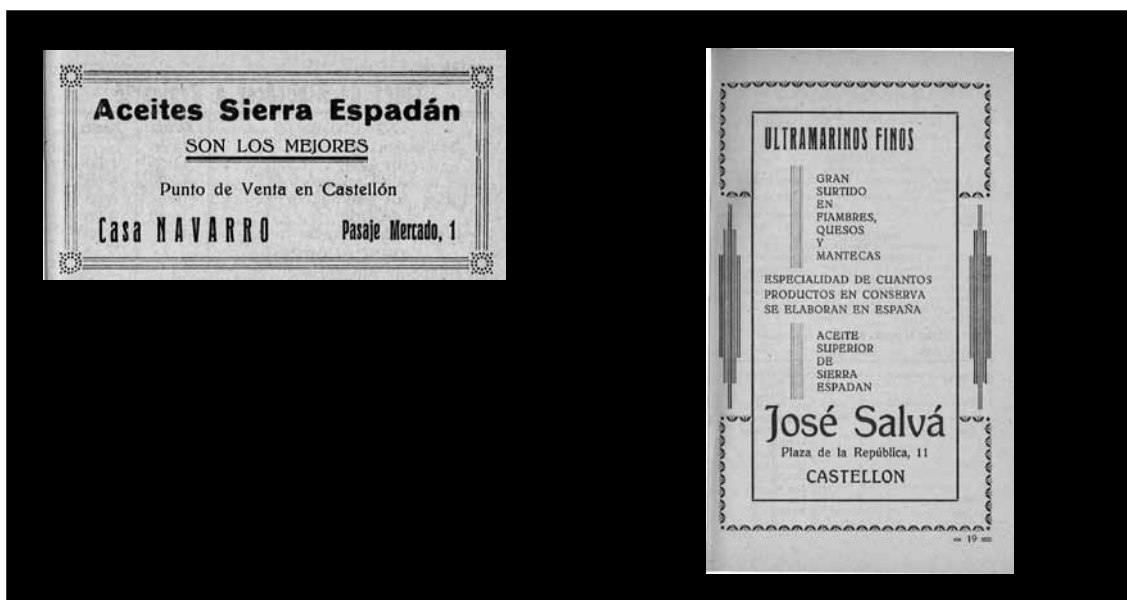 Aceites Sierra Espadán
SON LOS MEJORES
Punto de Venta en Castellón
Casa NAVARRO Pasaje Mercado, 1
ULTRAMARINOS FINOS
GRAN
SURTIDO
EN
FIAMBRES,
QUESOS
Y
MANTECAS
ESPECIALIDAD DE CUANTOS
PRODUCTOS EN CONSERVA
SE ELABORAN EN ESPAÑA
ACEITE
SUPERIOR
DE
SIERRA
ESPADAN
José Salvá
Plaza de la República, 11
CASTELLON
= 19 =